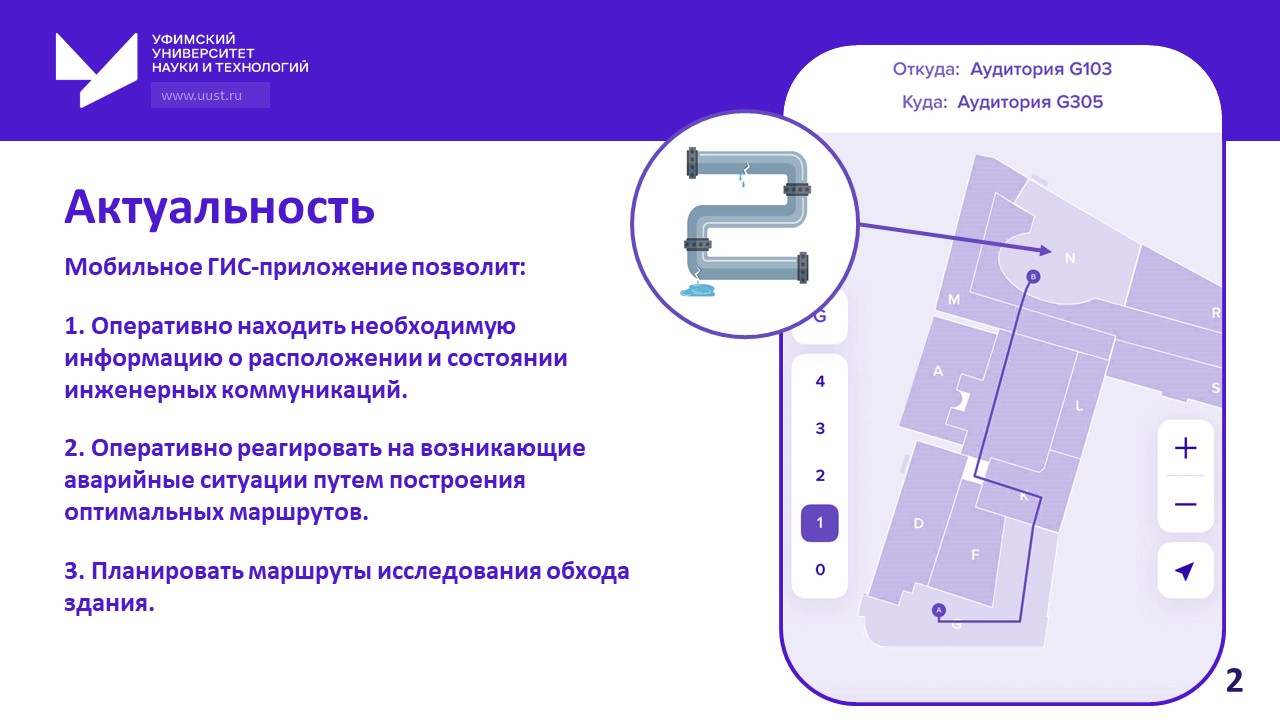 УФИМСКИЙ
УНИВЕРСИТЕТ
НАУКИ И ТЕХНОЛОГИЙ
www.uust.ru
Откуда: Аудитория G103
Куда: Аудитория G305
Актуальность
Мобильное ГИС-приложение позволит:
1. Оперативно находить необходимую
информацию о расположении и состоянии
инженерных коммуникаций.
2. Оперативно реагировать на возникающие
аварийные ситуации путем построения
оптимальных маршрутов.
3. Планировать маршруты исследования обхода
здания.
G
4
3
2
1
0
N
B
M
R
A
S
L
K
D
F
A
G
+
−
2